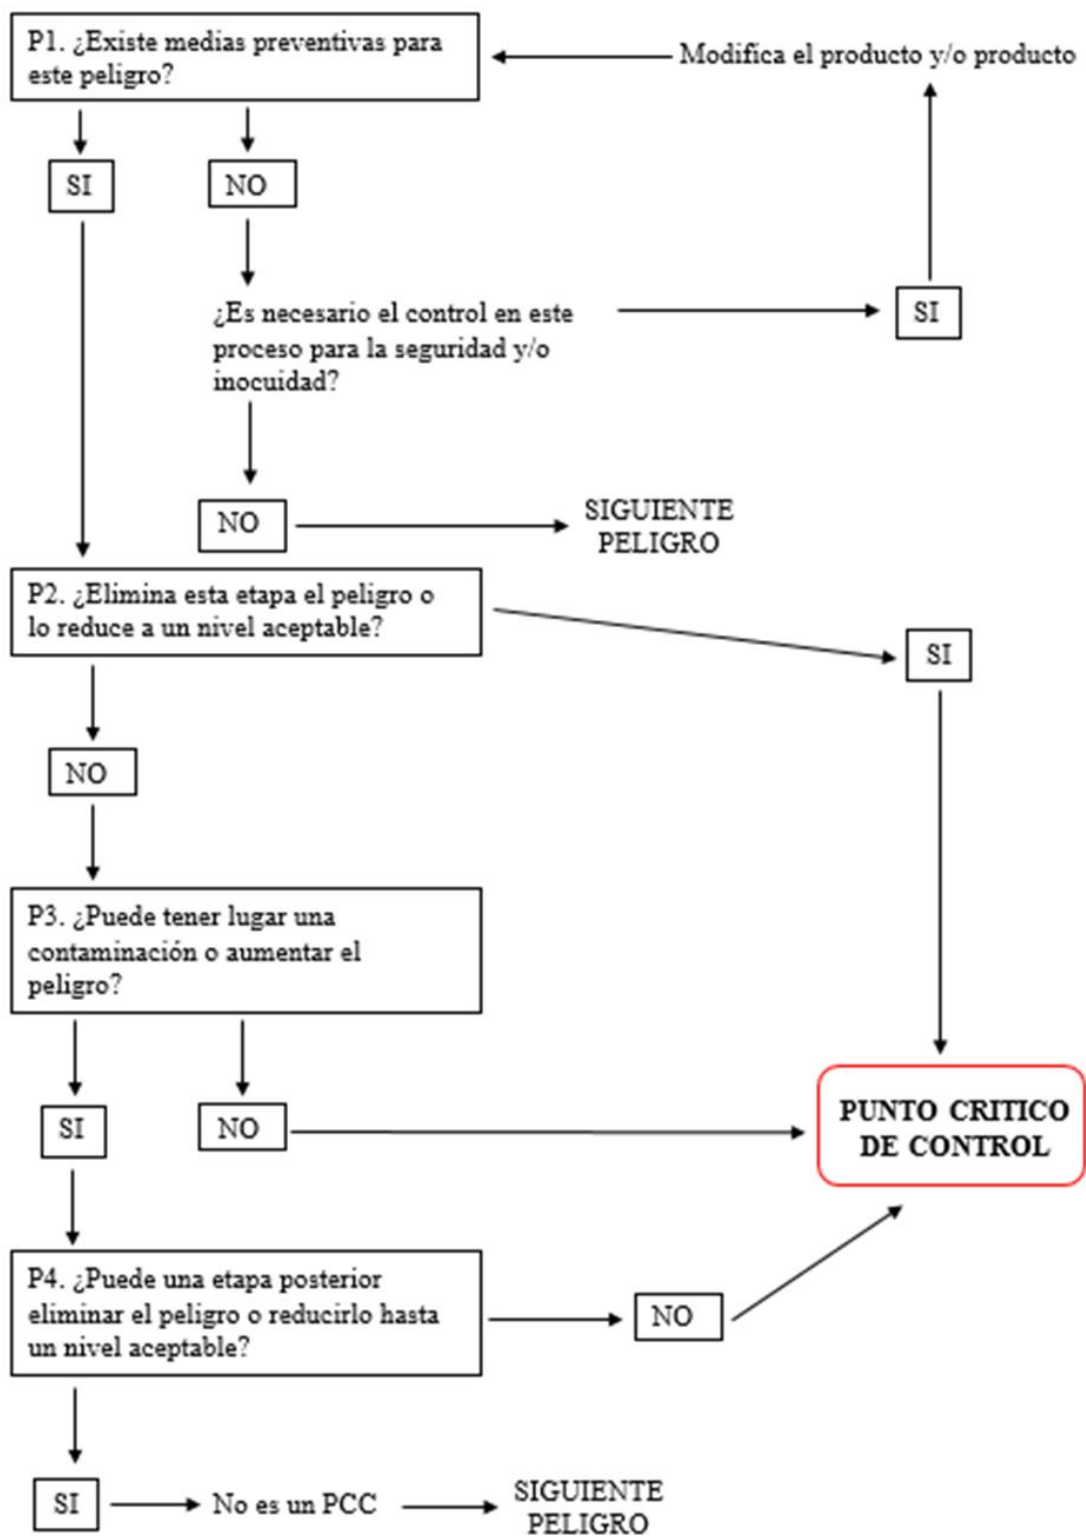 P1. ¿Existe medias preventivas para
este peligro?
Modifica el producto y/o producto
SI
NO
¿Es necesario el control en este
proceso para la seguridad y/o
inocuidad?
SI
NO
SIGUIENTE
PELIGRO
P2. ¿Elimina esta etapa el peligro o
lo reduce a un nivel aceptable?
SI
NO
P3. ¿Puede tener lugar una
contaminación o aumentar el
peligro?
SI
NO
PUNTO CRITICO
DE CONTROL
P4. ¿Puede una etapa posterior
eliminar el peligro o reducirlo hasta
un nivel aceptable?
NO
SI
No es un PCC
SIGUIENTE
PELIGRO